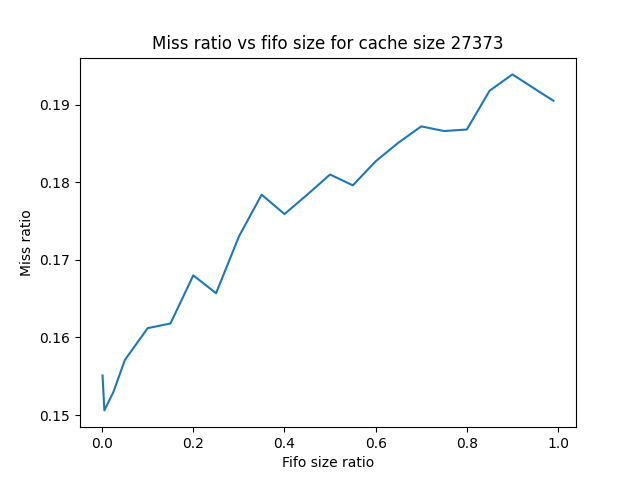 Miss ratio vs fifo size for cache size 27373
0.19
0.18
0.17
0.16
0.15
Miss ratio
0.0 0.2 0.4 0.6 0.8 1.0
Fifo size ratio